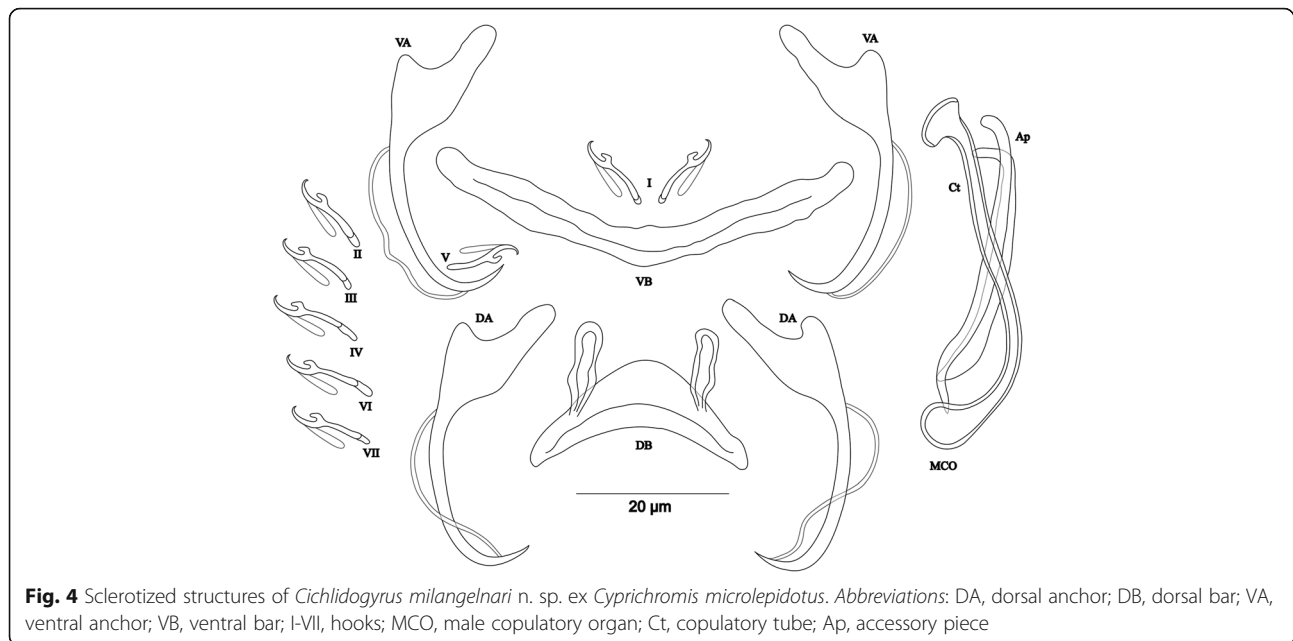 VA
VA
Ap
I
Ct
II
V
III
VB
IV
DA
DA
VI
DB
VII
MCO
20 µm
Fig. 4 Sclerotized structures of Cichlidogyrus milangelnari n. sp. ex Cyprichromis microlepidotus. Abbreviations: DA, dorsal anchor; DB, dorsal bar; VA,
ventral anchor; VB, ventral bar; I-VII, hooks; MCO, male copulatory organ; Ct, copulatory tube; Ap, accessory piece